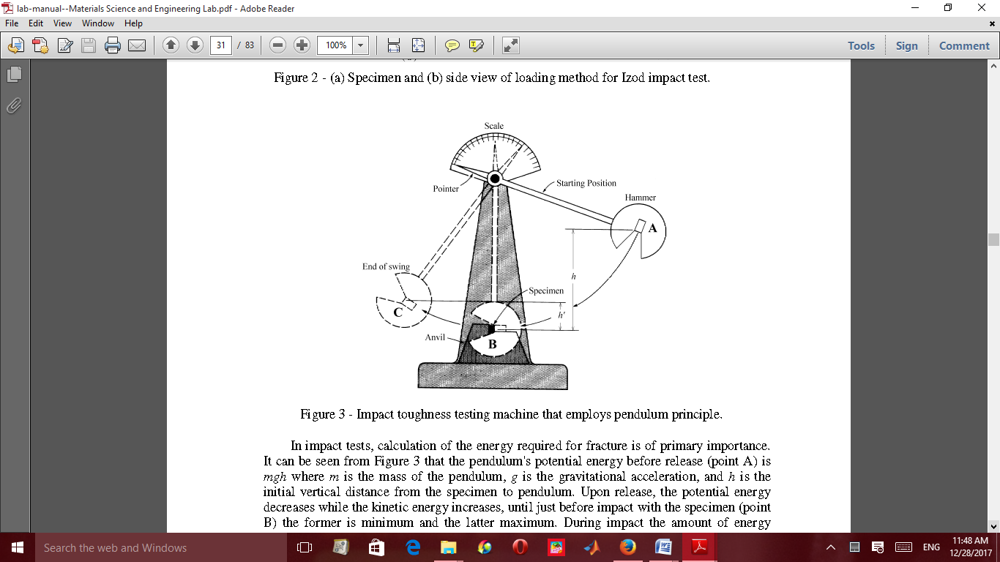 lab-manual--Materials Science and Engineering Lab.pdf - Adobe Reader
File Edit View Window Help
31 / 83 100% Tools Sign Comment
Figure 2 - (a) Specimen and (b) side view of loading method for Izod impact test.
Scale
Pointer
Starting Position
Hammer
A
h
End of swing
Specimen
C
h'
Anvil
B
Figure 3 - Impact toughness testing machine that employs pendulum principle.
In impact tests, calculation of the energy required for fracture is of primary importance.
It can be seen from Figure 3 that the pendulum's potential energy before release (point A) is
mgh where m is the mass of the pendulum, g is the gravitational acceleration, and h is the
initial vertical distance from the specimen to pendulum. Upon release, the potential energy
decreases while the kinetic energy increases, until just before impact with the specimen (point
B) the former is minimum and the latter maximum. During impact the amount of energy
Search the web and Windows
ENG
11:48 AM
12/28/2017